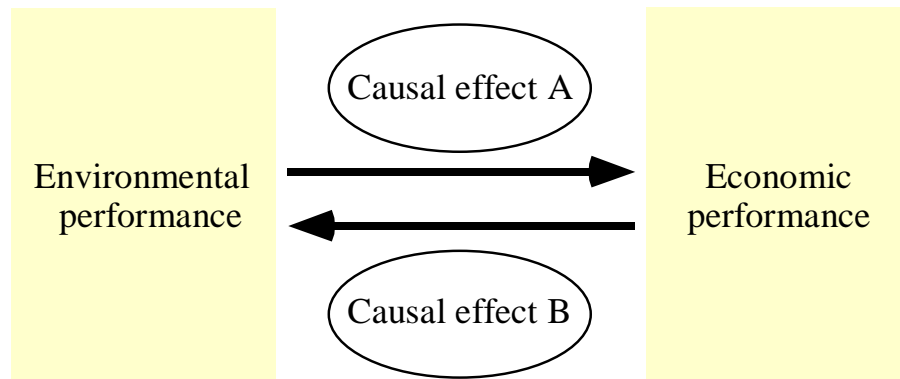 Environmental
performance
Causal effect A
Causal effect B
Economic
performance